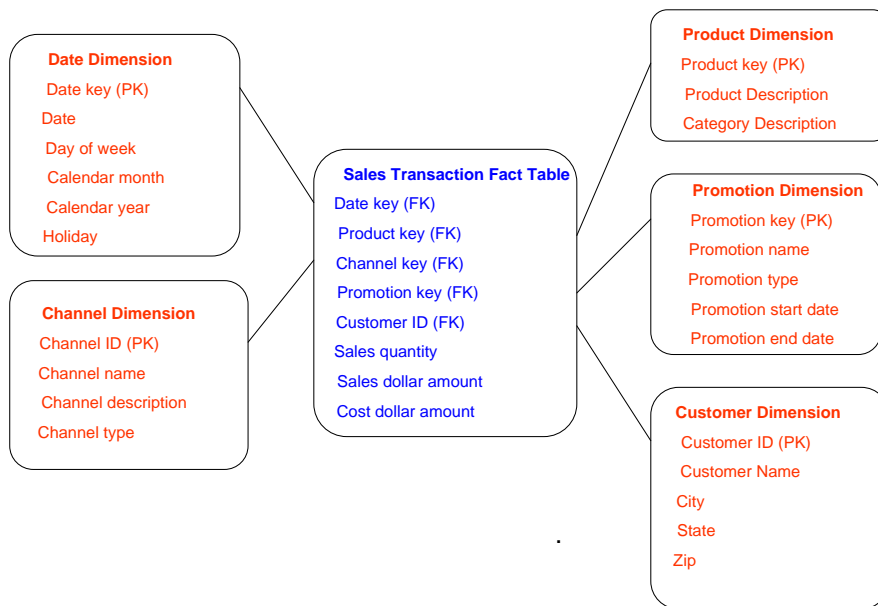 Date Dimension
Date key (PK)
Date
Day of week
Calendar month
Calendar year
Holiday
Channel Dimension
Channel ID (PK)
Channel name
Channel description
Channel type
Sales Transaction Fact Table
Date key (FK)
Product key (FK)
Channel key (FK)
Promotion key (FK)
Customer ID (FK)
Sales quantity
Sales dollar amount
Cost dollar amount
Product Dimension
Product key (PK)
Product Description
Category Description
Promotion Dimension
Promotion key (PK)
Promotion name
Promotion type
Promotion start date
Promotion end date
Customer Dimension
Customer ID (PK)
Customer Name
City
State
Zip
.